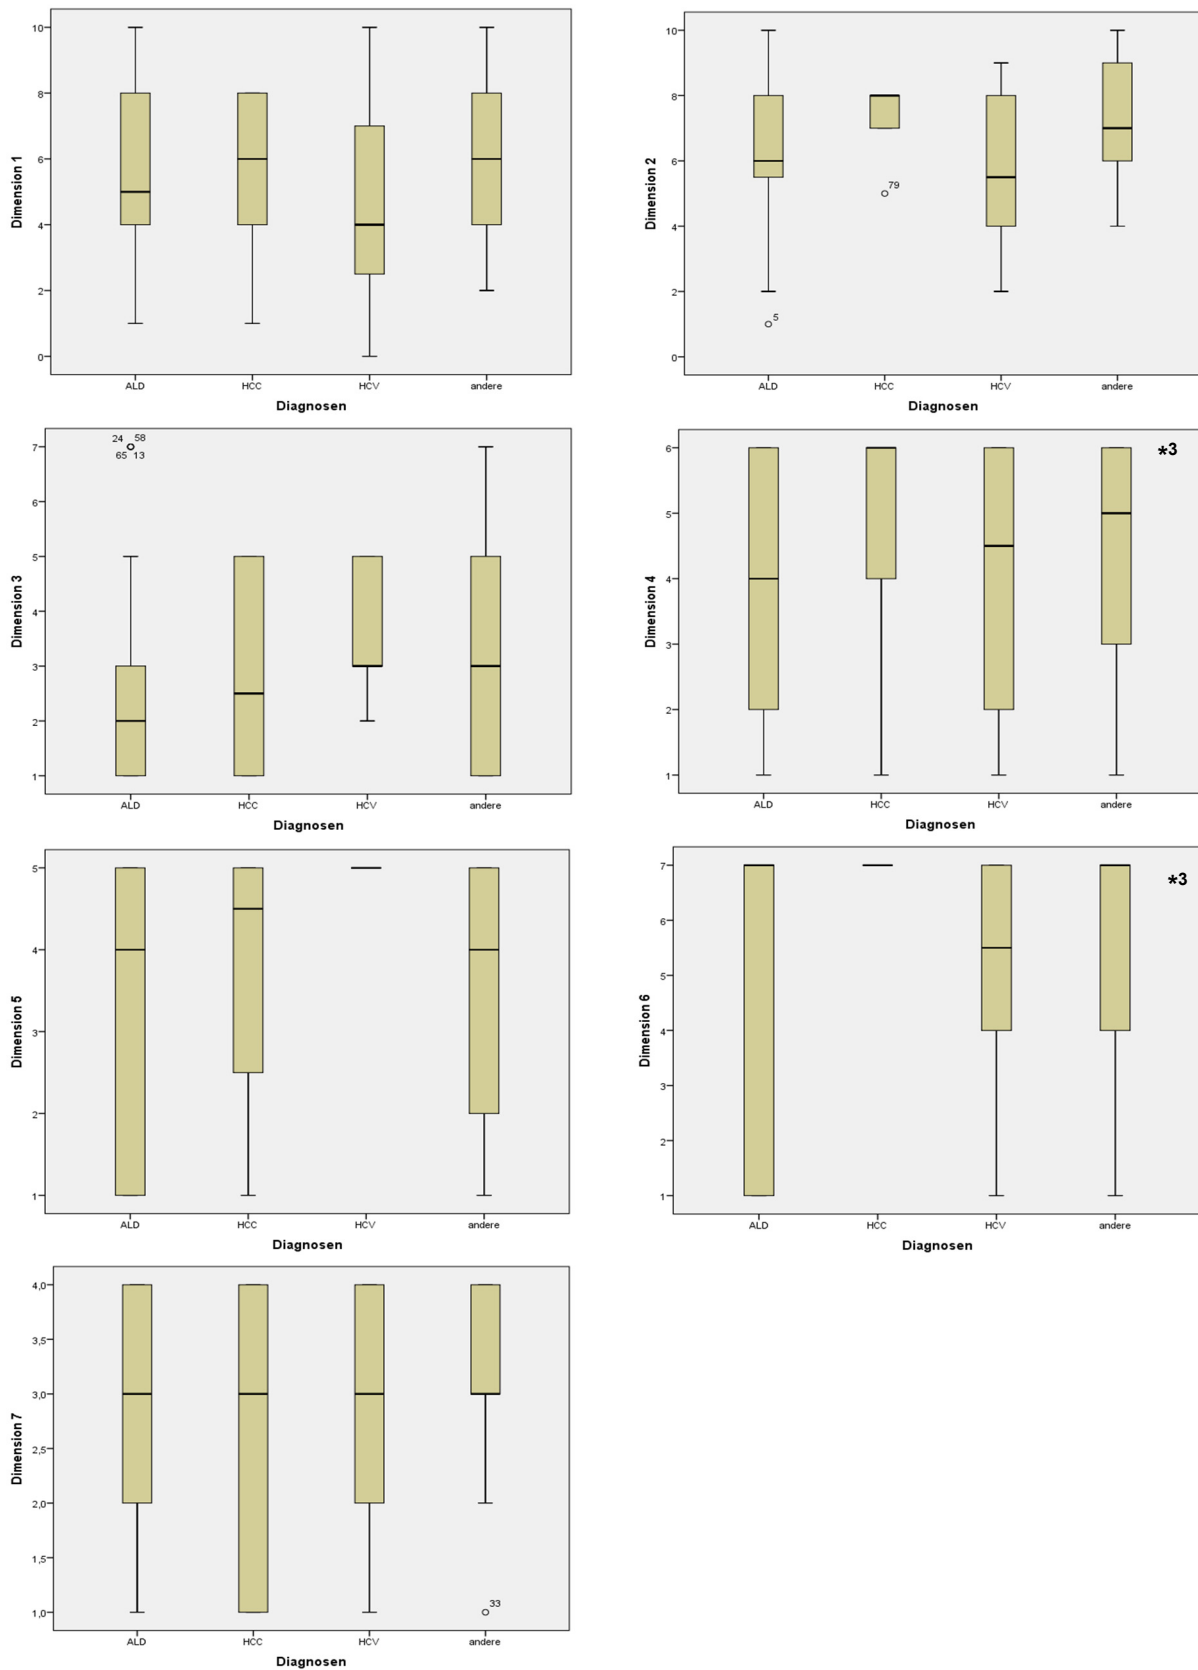 Dimension 1
10
8
6
4
2
0
ALD HCC HCV andere
Diagnosen
Dimension 2
10
8
6
4
2
0
79
5
ALD HCC HCV andere
Diagnosen
Dimension 3
7
6
5
4
3
2
1
24 58
65 13
ALD HCC HCV andere
Diagnosen
Dimension 4
6
5
4
3
2
1
*3
ALD HCC HCV andere
Diagnosen
Dimension 5
5
4
3
2
1
ALD HCC HCV andere
Diagnosen
Dimension 6
7
6
5
4
3
2
1
*3
ALD HCC HCV andere
Diagnosen
Dimension 7
4,0
3,5
3,0
2,5
2,0
1,5
1,0
33
ALD HCC HCV andere
Diagnosen